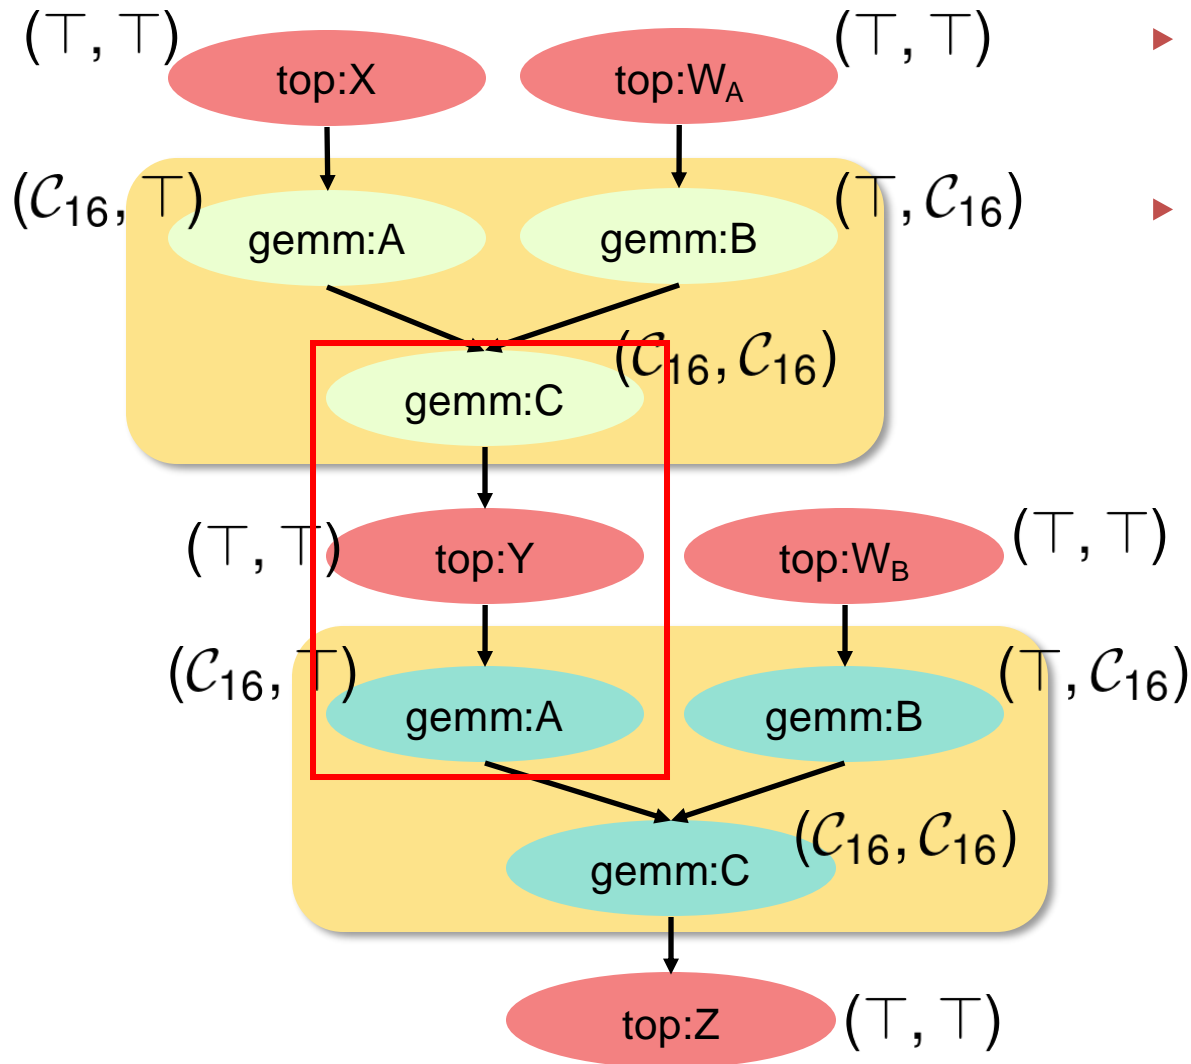 (⊤, ⊤) (⊤, ⊤)
top:X top:W_A
(𝒞₁₆, ⊤) (⊤, 𝒞₁₆)
gemm:A gemm:B
(𝒞₁₆, 𝒞₁₆)
gemm:C
(⊤, ⊤) (⊤, ⊤)
top:Y top:W_B
(𝒞₁₆, ⊤) (⊤, 𝒞₁₆)
gemm:A gemm:B
(𝒞₁₆, 𝒞₁₆)
gemm:C
top:Z (⊤, ⊤)